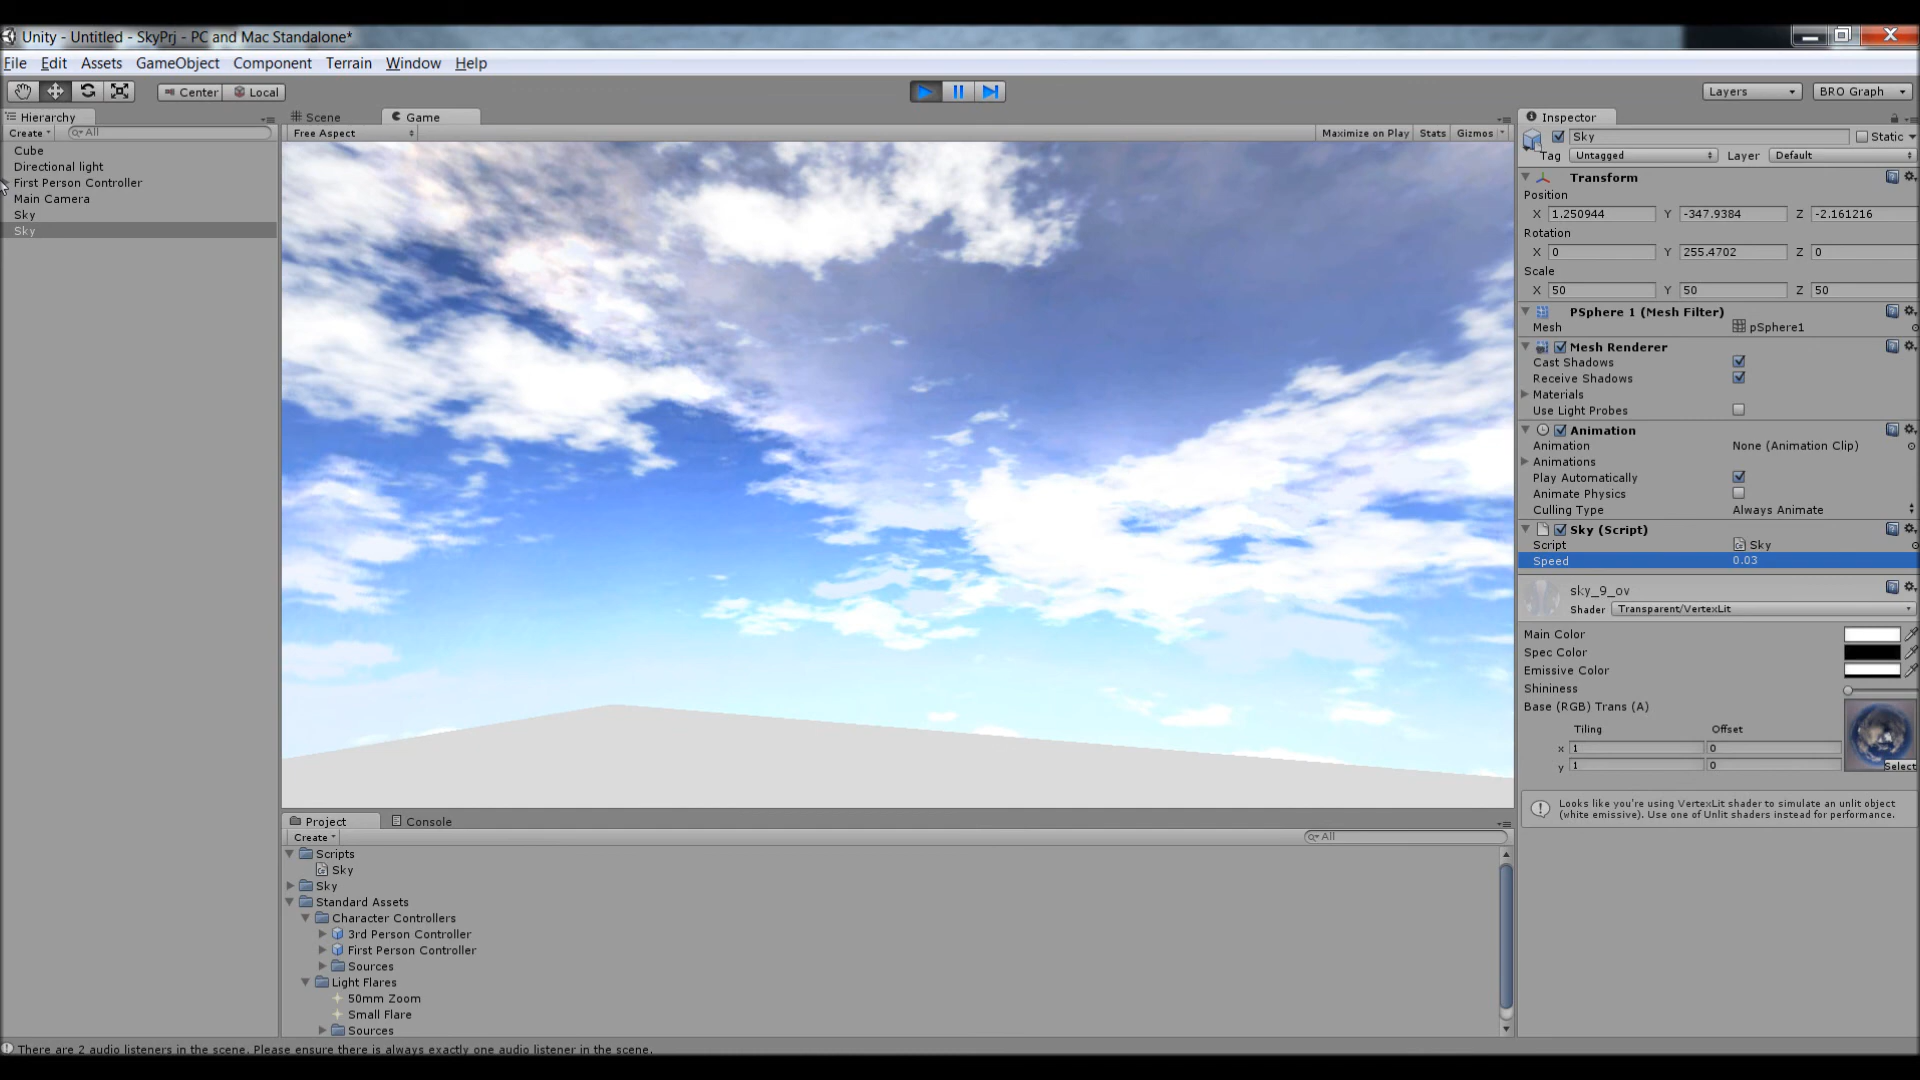 Unity - Untitled - SkyPrj - PC and Mac Standalone*
File Edit Assets GameObject Component Terrain Window Help
Center Local Layers BRO Graph
Hierarchy
Create All
Cube
Directional light
First Person Controller
Main Camera
Sky
Sky
Scene Game
Free Aspect Maximize on Play Stats Gizmos
Project Console
Create All
Scripts
Sky
Sky
Standard Assets
Character Controllers
3rd Person Controller
First Person Controller
Sources
Light Flares
50mm Zoom
Small Flare
Sources
Inspector
Sky Static
Tag Untagged Layer Default
Transform
Position
X 1.250944 Y -347.9384 Z -2.161216
Rotation
X 0 Y 255.4702 Z 0
Scale
X 50 Y 50 Z 50
PSphere 1 (Mesh Filter)
Mesh pSphere1
Mesh Renderer
Cast Shadows
Receive Shadows
Materials
Use Light Probes
Animation
Animation None (Animation Clip)
Animations
Play Automatically
Animate Physics
Culling Type Always Animate
Sky (Script)
Script Sky
Speed 0.03
sky_9_ov
Shader Transparent/VertexLit
Main Color
Spec Color
Emissive Color
Shininess
Base (RGB) Trans (A)
Tiling Offset
x 1 0
y 1 0
Select
Looks like you're using VertexLit shader to simulate an unlit object
(white emissive). Use one of Unlit shaders instead for performance.
There are 2 audio listeners in the scene. Please ensure there is always exactly one audio listener in the scene.